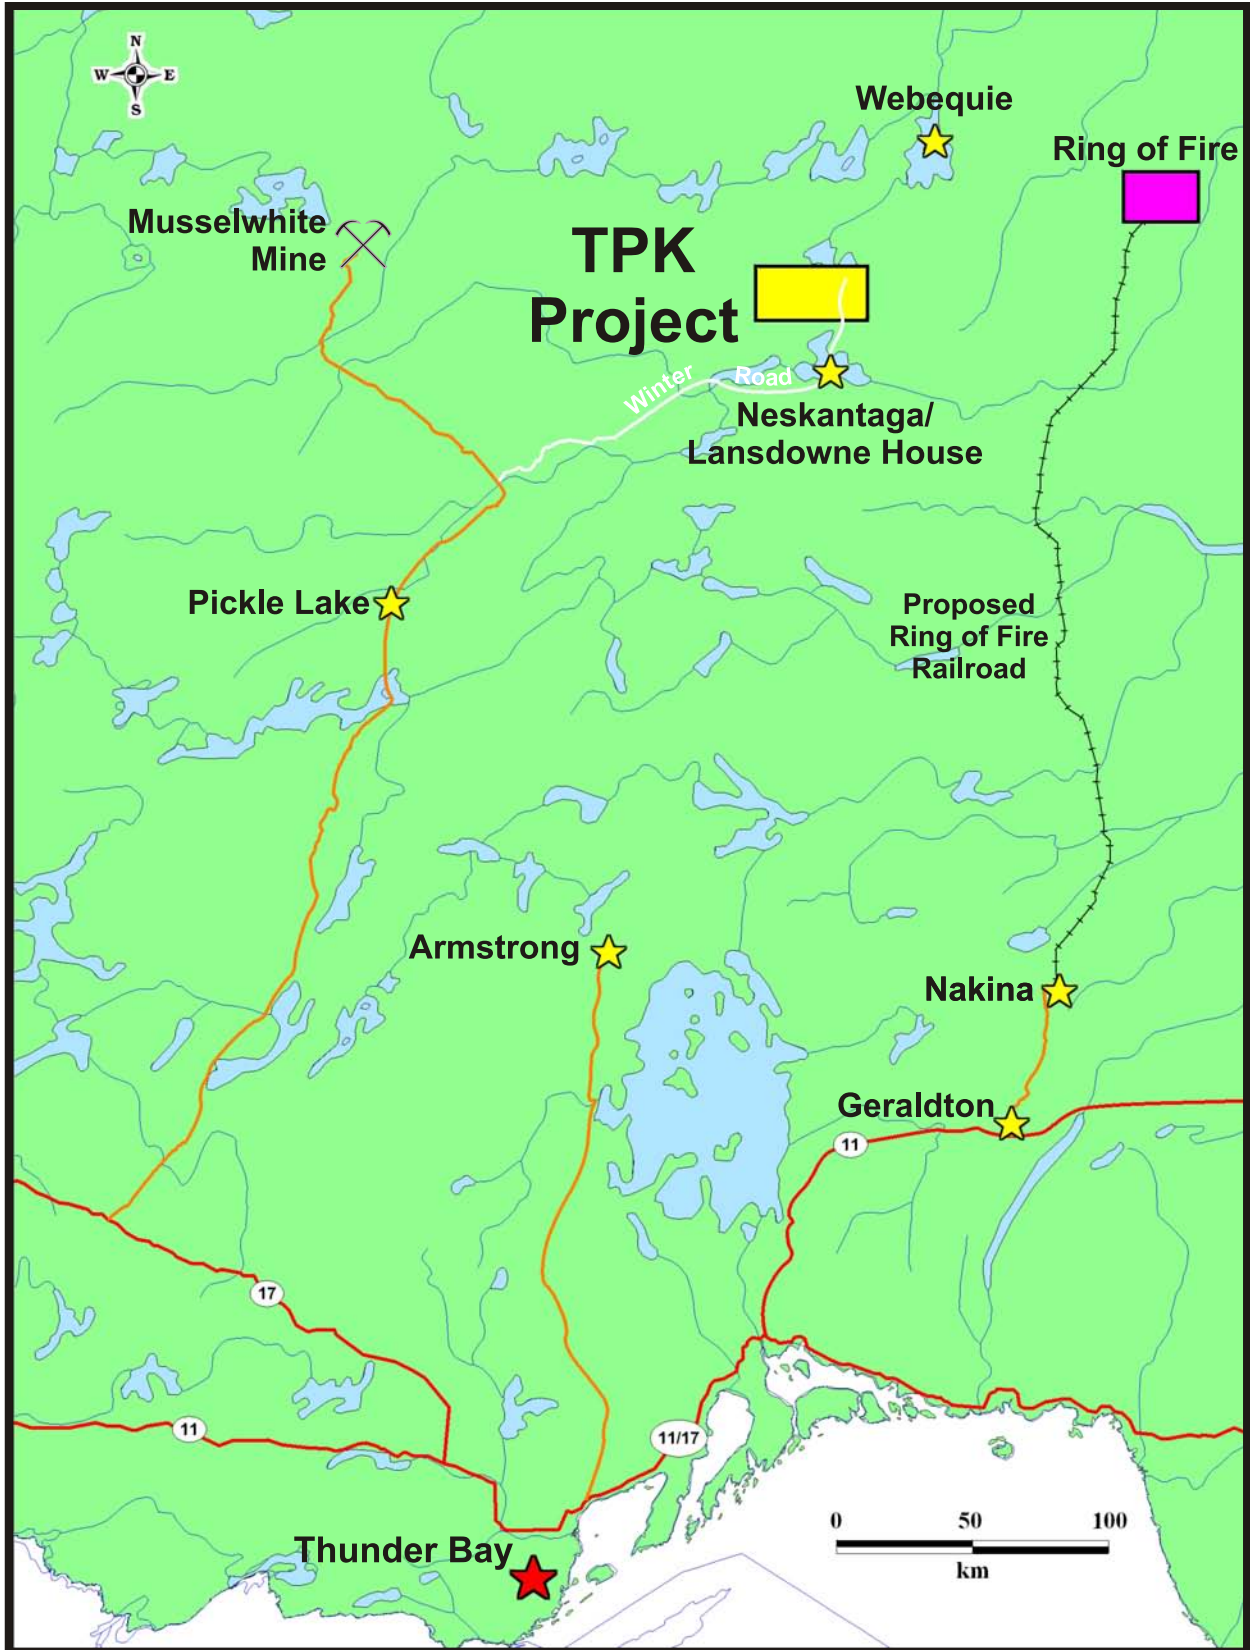 N
W E
S
Webequie
Ring of Fire
Musselwhite
Mine
TPK
Project
Winter Road
Neskantaga/
Lansdowne House
Pickle Lake
Proposed
Ring of Fire
Railroad
Armstrong
Nakina
Geraldton
11
17
11
11/17
0 50 100
km
Thunder Bay